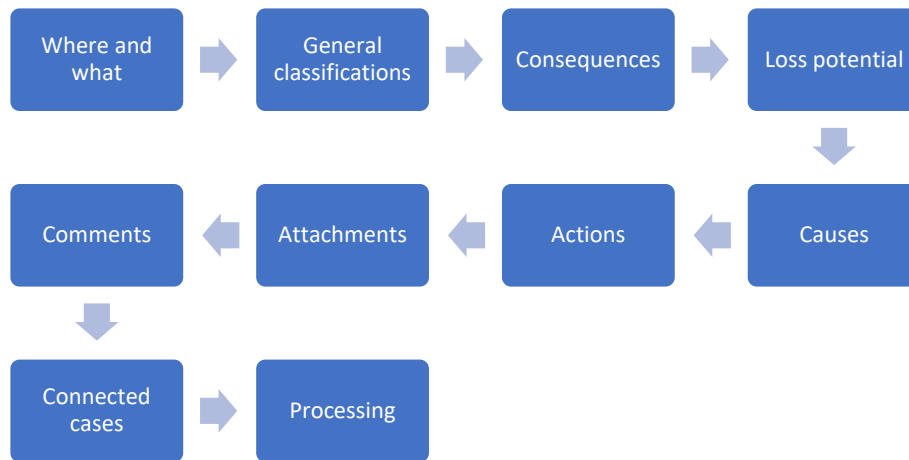 Where and
what
General
classifications
Consequences
Loss potential
Causes
Actions
Attachments
Comments
Connected
cases
Processing